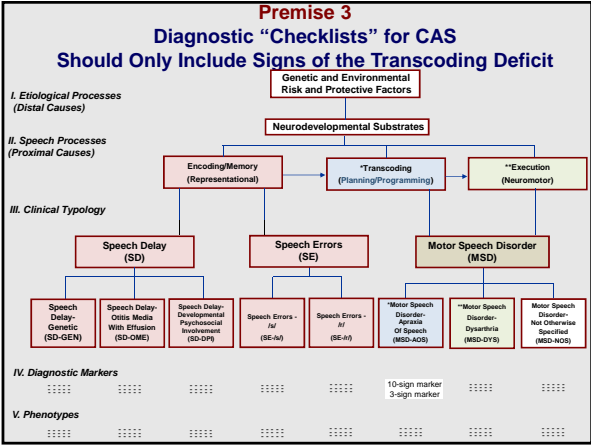 Premise 3
Diagnostic “Checklists” for CAS
Should Only Include Signs of the Transcoding Deficit
I. Etiological Processes
(Distal Causes)
Genetic and Environmental
Risk and Protective Factors
Neurodevelopmental Substrates
II. Speech Processes
(Proximal Causes)
Encoding/Memory
(Representational)
*Transcoding
(Planning/Programming)
**Execution
(Neuromotor)
III. Clinical Typology
Speech Delay
(SD)
Speech Errors
(SE)
Motor Speech Disorder
(MSD)
Speech
Delay-
Genetic
(SD-GEN)
Speech Delay-
Otitis Media
With Effusion
(SD-OME)
Speech Delay-
Developmental
Psychosocial
Involvement
(SD-DPI)
Speech Errors -
/s/
(SE-/s/)
Speech Errors -
/r/
(SE-/r/)
*Motor Speech
Disorder-
Apraxia
Of Speech
(MSD-AOS)
**Motor Speech
Disorder-
Dysarthria
(MSD-DYS)
Motor Speech
Disorder-
Not Otherwise
Specified
(MSD-NOS)
IV. Diagnostic Markers
10-sign marker
3-sign marker
V. Phenotypes